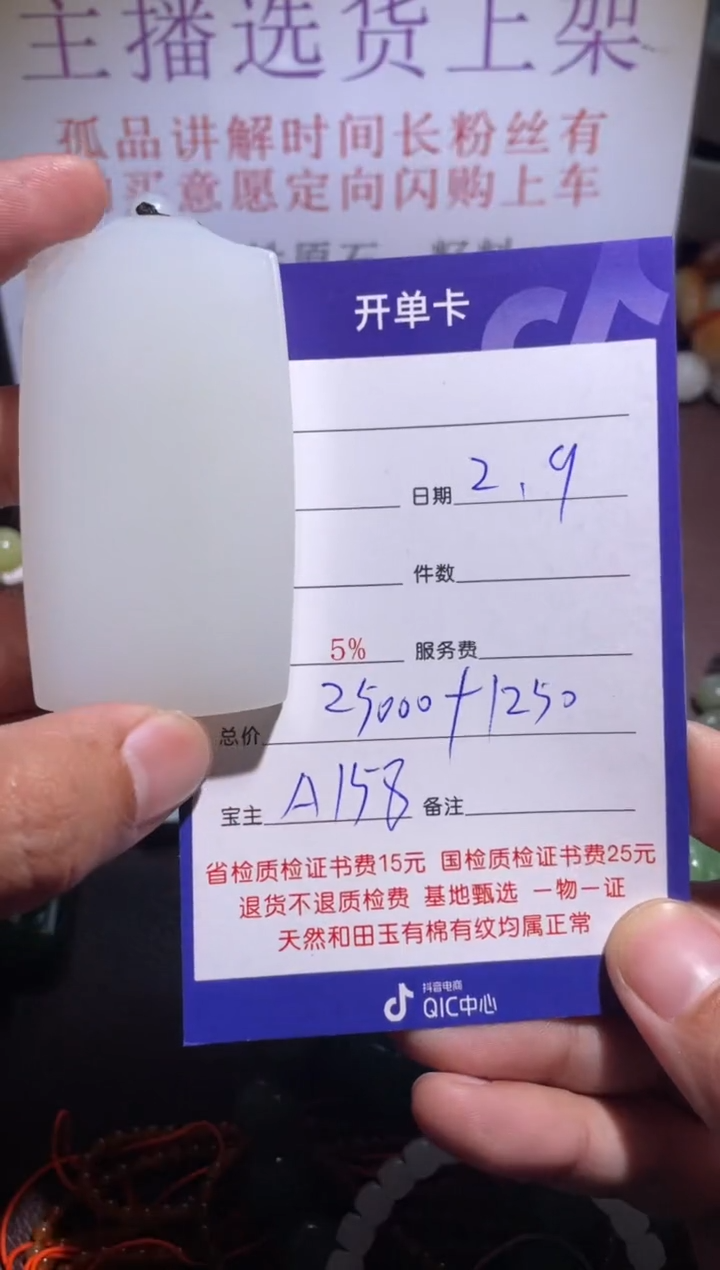 主播选货上架
孤品讲解时间长粉丝有
买意愿定向闪购上车
原石
开单卡
日期 2.9
件数
5% 服务费
总价 25000+1250
宝主 A158 备注
省检质检证书费15元 国检质检证书费25元
退货不退质检费 基地甄选 一物一证
天然和田玉有棉有纹均属正常
抖音电商
QIC中心